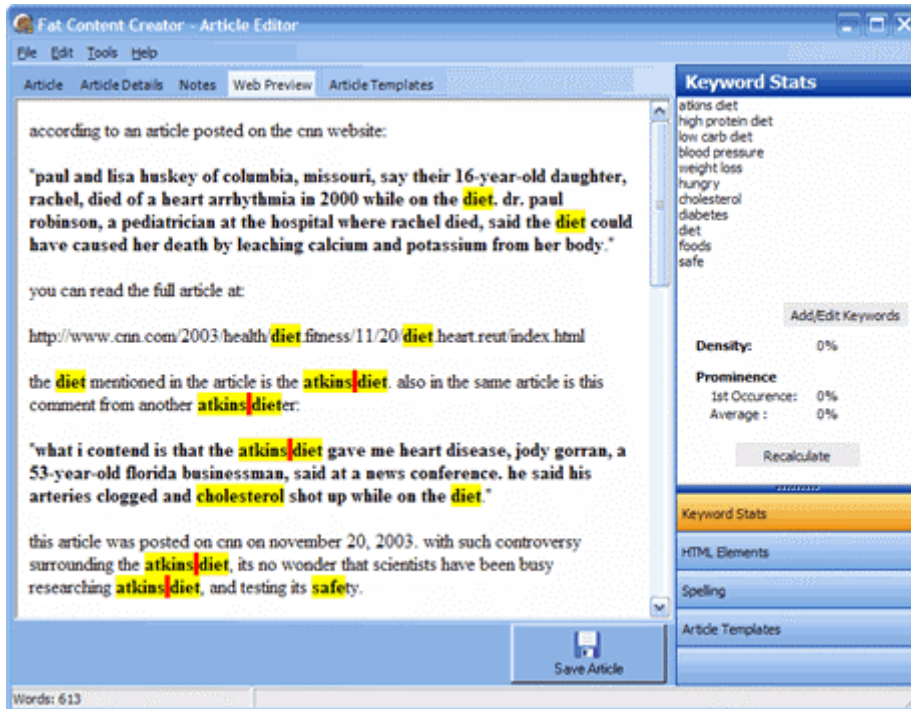 Fat Content Creator - Article Editor
File Edit Tools Help
Article Article Details Notes Web Preview Article Templates
according to an article posted on the cnn website:
"paul and lisa huskey of columbia, missouri, say their 16-year-old daughter,
rachel, died of a heart arrhythmia in 2000 while on the diet. dr. paul
robinson, a pediatrician at the hospital where rachel died, said the diet could
have caused her death by leaching calcium and potassium from her body."
you can read the full article at:
http://www.cnn.com/2003/health/diet.fitness/11/20/diet.heart.reut/index.html
the diet mentioned in the article is the atkins diet. also in the same article is this
comment from another atkins dieter:
"what i contend is that the atkins diet gave me heart disease, jody gorran, a
53-year-old florida businessman, said at a news conference. he said his
arteries clogged and cholesterol shot up while on the diet."
this article was posted on cnn on november 20, 2003. with such controversy
surrounding the atkins diet, its no wonder that scientists have been busy
researching atkins diet, and testing its safety.
Save Article
Words: 613
Keyword Stats
atkins diet
high protein diet
low carb diet
blood pressure
weight loss
hungry
cholesterol
diabetes
diet
foods
safe
Add/Edit Keywords
Density: 0%
Prominence
1st Occurence: 0%
Average : 0%
Recalculate
Keyword Stats
HTML Elements
Spelling
Article Templates